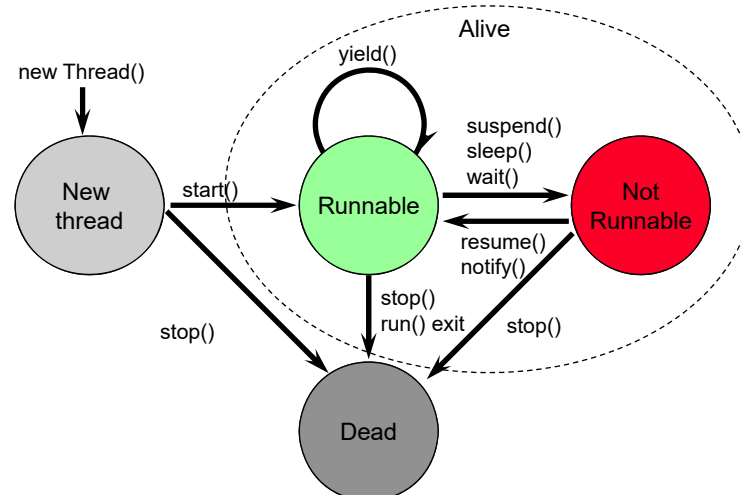 Alive
yield()
new Thread()
suspend()
sleep()
wait()
New
thread
start()
Runnable
Not
Runnable
resume()
notify()
stop()
run() exit
stop()
stop()
Dead